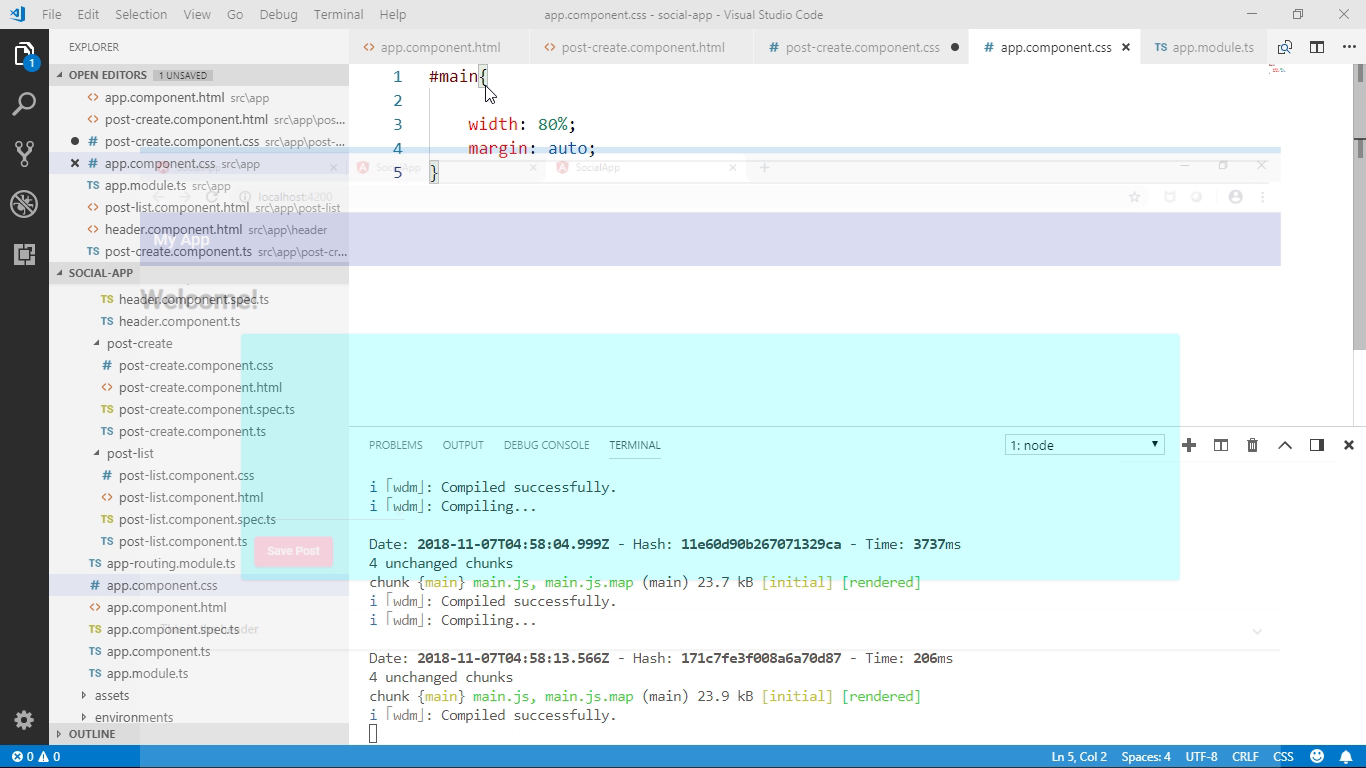 File Edit Selection View Go Debug Terminal Help
app.component.css - social-app - Visual Studio Code
EXPLORER
app.component.html
post-create.component.html
post-create.component.css
app.component.css
app.module.ts
1
OPEN EDITORS 1 UNSAVED
app.component.html src\app
post-create.component.html src\app\pos...
post-create.component.css src\app\post-...
app.component.css src\app
app.module.ts src\app
post-list.component.html src\app\post-list
header.component.html src\app\header
post-create.component.ts src\app\post-cr...
SOCIAL-APP
header.component.spec.ts
header.component.ts
post-create
post-create.component.css
post-create.component.html
post-create.component.spec.ts
post-create.component.ts
post-list
post-list.component.css
post-list.component.html
post-list.component.spec.ts
post-list.component.ts
app-routing.module.ts
app.component.css
app.component.html
app.component.spec.ts
app.component.ts
app.module.ts
assets
environments
OUTLINE
1 #main{
2
3 width: 80%;
4 margin: auto;
5 }
SocialApp
SocialApp
localhost:4200
My App
Welcome!
Save Post
This is the header
PROBLEMS OUTPUT DEBUG CONSOLE TERMINAL
1: node
i ｢wdm｣: Compiled successfully.
i ｢wdm｣: Compiling...
Date: 2018-11-07T04:58:04.999Z - Hash: 11e60d90b267071329ca - Time: 3737ms
4 unchanged chunks
chunk {main} main.js, main.js.map (main) 23.7 kB [initial] [rendered]
i ｢wdm｣: Compiled successfully.
i ｢wdm｣: Compiling...
Date: 2018-11-07T04:58:13.566Z - Hash: 171c7fe3f008a6a70d87 - Time: 206ms
4 unchanged chunks
chunk {main} main.js, main.js.map (main) 23.9 kB [initial] [rendered]
i ｢wdm｣: Compiled successfully.
0 0
Ln 5, Col 2 Spaces: 4 UTF-8 CRLF CSS